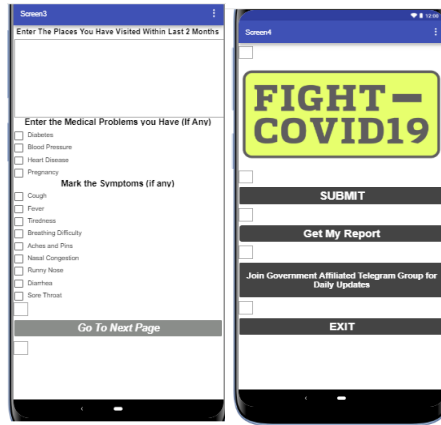 Screen3
Enter The Places You Have Visited Within Last 2 Months
Enter the Medical Problems you Have (If Any)
Diabetes
Blood Pressure
Heart Disease
Pregnancy
Mark the Symptoms (if any)
Cough
Fever
Tiredness
Breathing Difficulty
Aches and Pins
Nasal Congestion
Runny Nose
Diarrhea
Sore Throat
Go To Next Page
12:00
Screen4
FIGHT-
COVID19
SUBMIT
Get My Report
Join Government Affiliated Telegram Group for
Daily Updates
EXIT